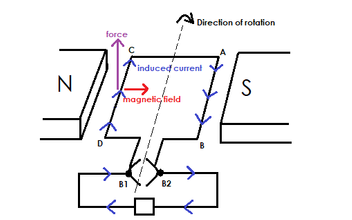 Direction of rotation
force
C
A
induced current
N
S
magnetic field
D
B
B1
B2